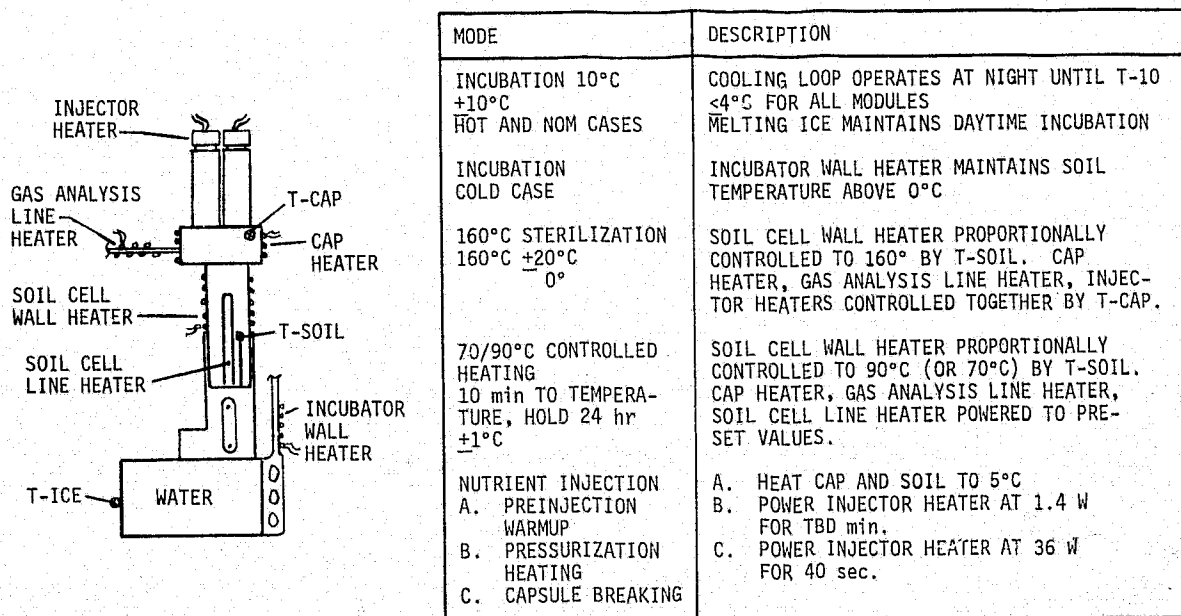 INJECTOR
HEATER
GAS ANALYSIS
LINE
HEATER
T-CAP
CAP
HEATER
SOIL CELL
WALL HEATER
T-SOIL
SOIL CELL
LINE HEATER
INCUBATOR
WALL
HEATER
T-ICE
WATER
MODE
DESCRIPTION
INCUBATION 10°C
+10°C
HOT AND NOM CASES
COOLING LOOP OPERATES AT NIGHT UNTIL T-10
<4°C FOR ALL MODULES
MELTING ICE MAINTAINS DAYTIME INCUBATION
INCUBATION
COLD CASE
INCUBATOR WALL HEATER MAINTAINS SOIL
TEMPERATURE ABOVE 0°C
160°C STERILIZATION
160°C +20°C
0°
SOIL CELL WALL HEATER PROPORTIONALLY
CONTROLLED TO 160° BY T-SOIL. CAP
HEATER, GAS ANALYSIS LINE HEATER, INJEC-
TOR HEATERS CONTROLLED TOGETHER BY T-CAP.
70/90°C CONTROLLED
HEATING
10 min TO TEMPERA-
TURE, HOLD 24 hr
±1°C
SOIL CELL WALL HEATER PROPORTIONALLY
CONTROLLED TO 90°C (OR 70°C) BY T-SOIL.
CAP HEATER, GAS ANALYSIS LINE HEATER,
SOIL CELL LINE HEATER POWERED TO PRE-
SET VALUES.
NUTRIENT INJECTION
A. PREINJECTION
WARMUP
B. PRESSURIZATION
HEATING
C. CAPSULE BREAKING
A. HEAT CAP AND SOIL TO 5°C
B. POWER INJECTOR HEATER AT 1.4 W
FOR TBD min.
C. POWER INJECTOR HEATER AT 36 W
FOR 40 sec.